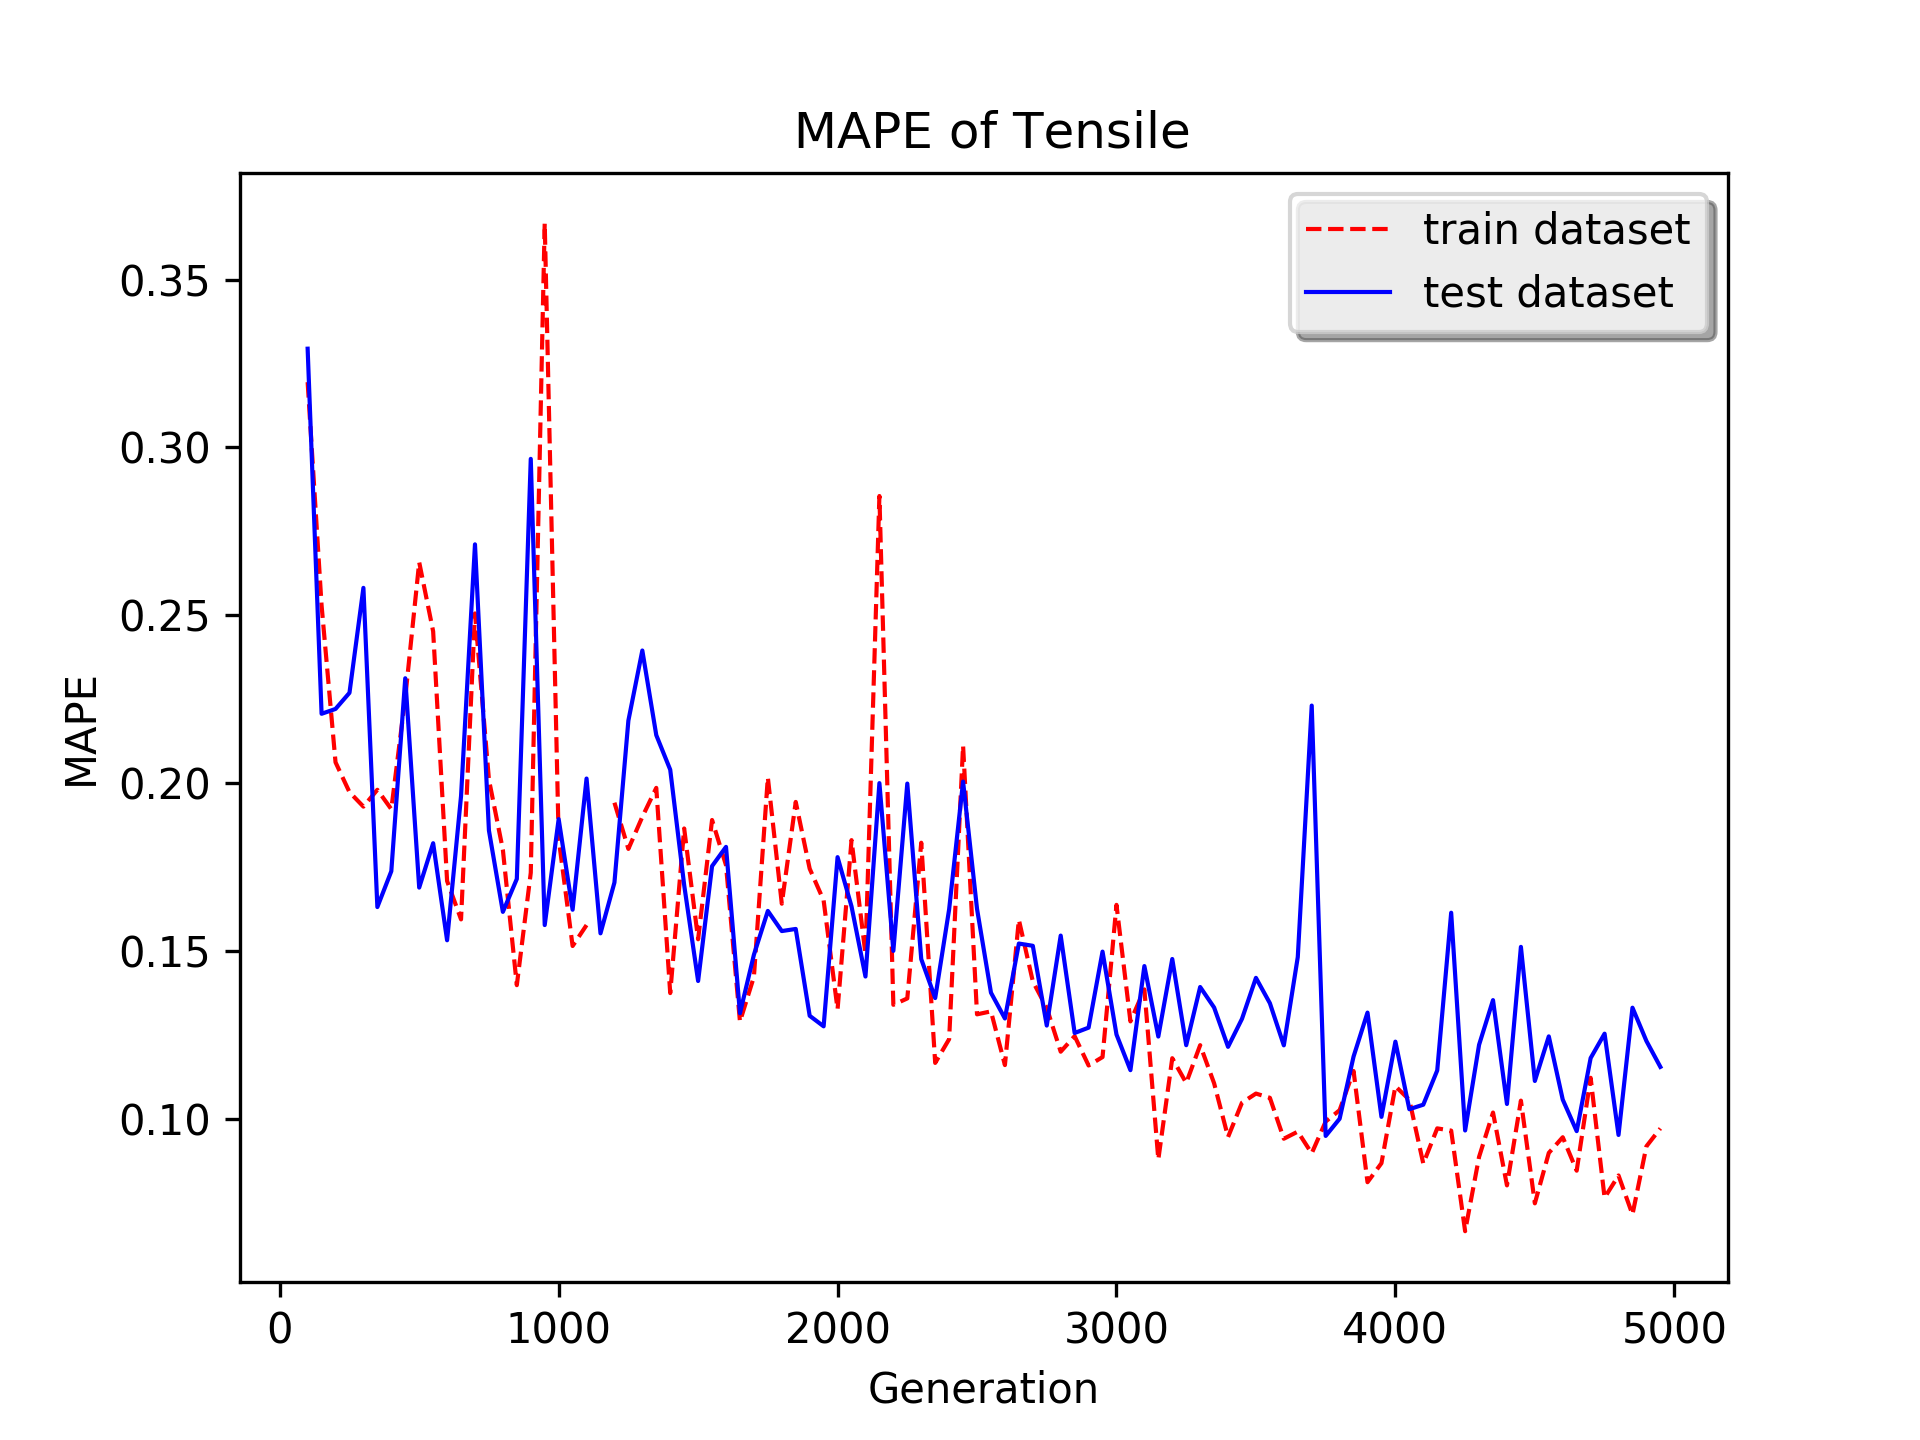 MAPE of Tensile
train dataset
test dataset
MAPE
0.35
0.30
0.25
0.20
0.15
0.10
0 1000 2000 3000 4000 5000
Generation